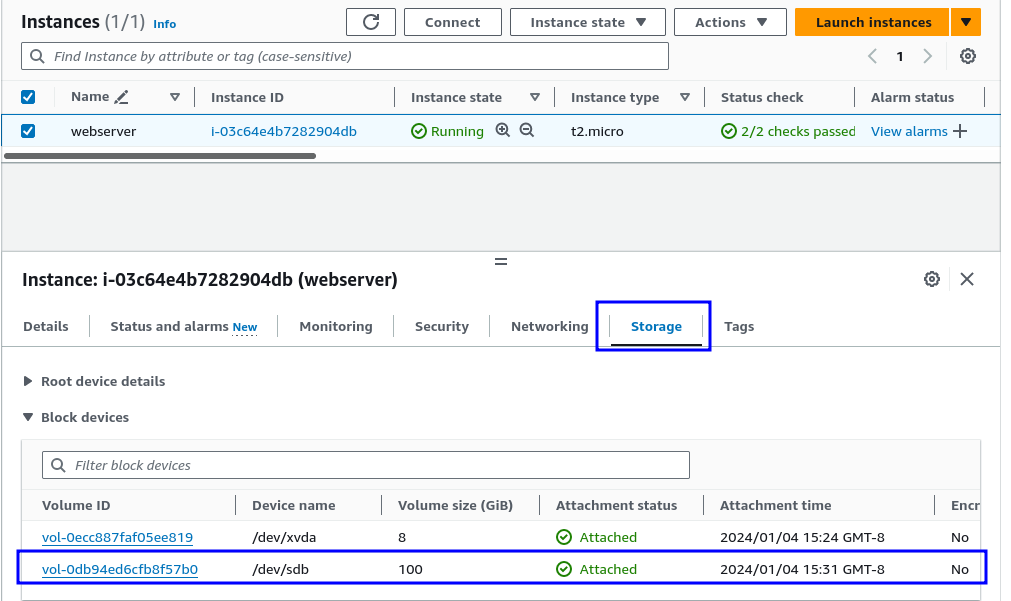 Instances (1/1) Info Connect Instance state Actions Launch instances
Find Instance by attribute or tag (case-sensitive) 1
Name Instance ID Instance state Instance type Status check Alarm status
webserver i-03c64e4b7282904db Running t2.micro 2/2 checks passed View alarms
Instance: i-03c64e4b7282904db (webserver)
Details Status and alarms New Monitoring Security Networking Storage Tags
Root device details
Block devices
Filter block devices
Volume ID Device name Volume size (GiB) Attachment status Attachment time Encr
vol-0ecc887faf05ee819 /dev/xvda 8 Attached 2024/01/04 15:24 GMT-8 No
vol-0db94ed6cfb8f57b0 /dev/sdb 100 Attached 2024/01/04 15:31 GMT-8 No